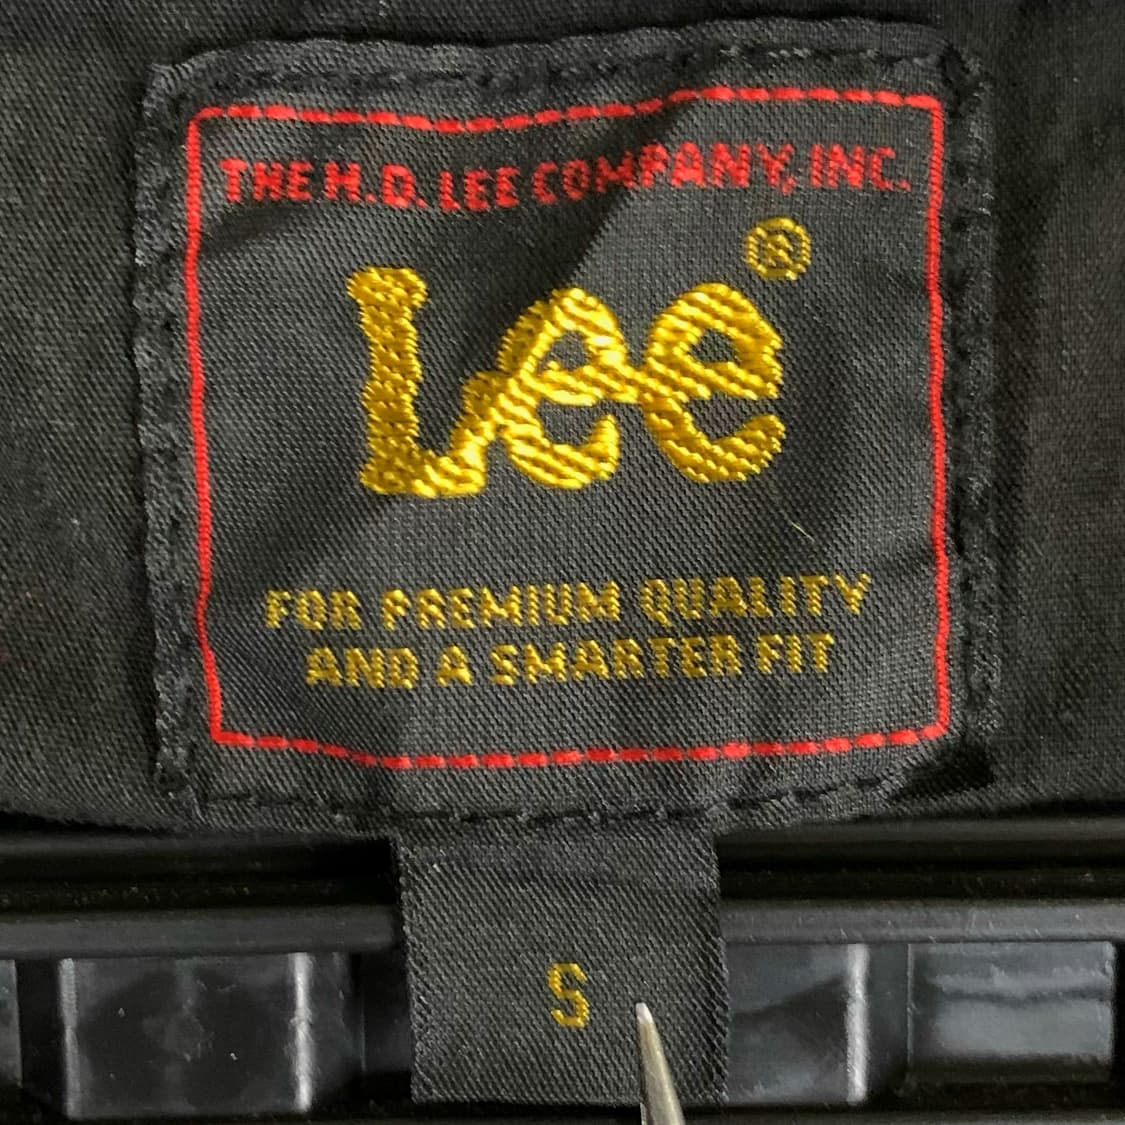 THE H.D. LEE COMPANY, INC.
Lee®
FOR PREMIUM QUALITY
AND A SMARTER FIT
S